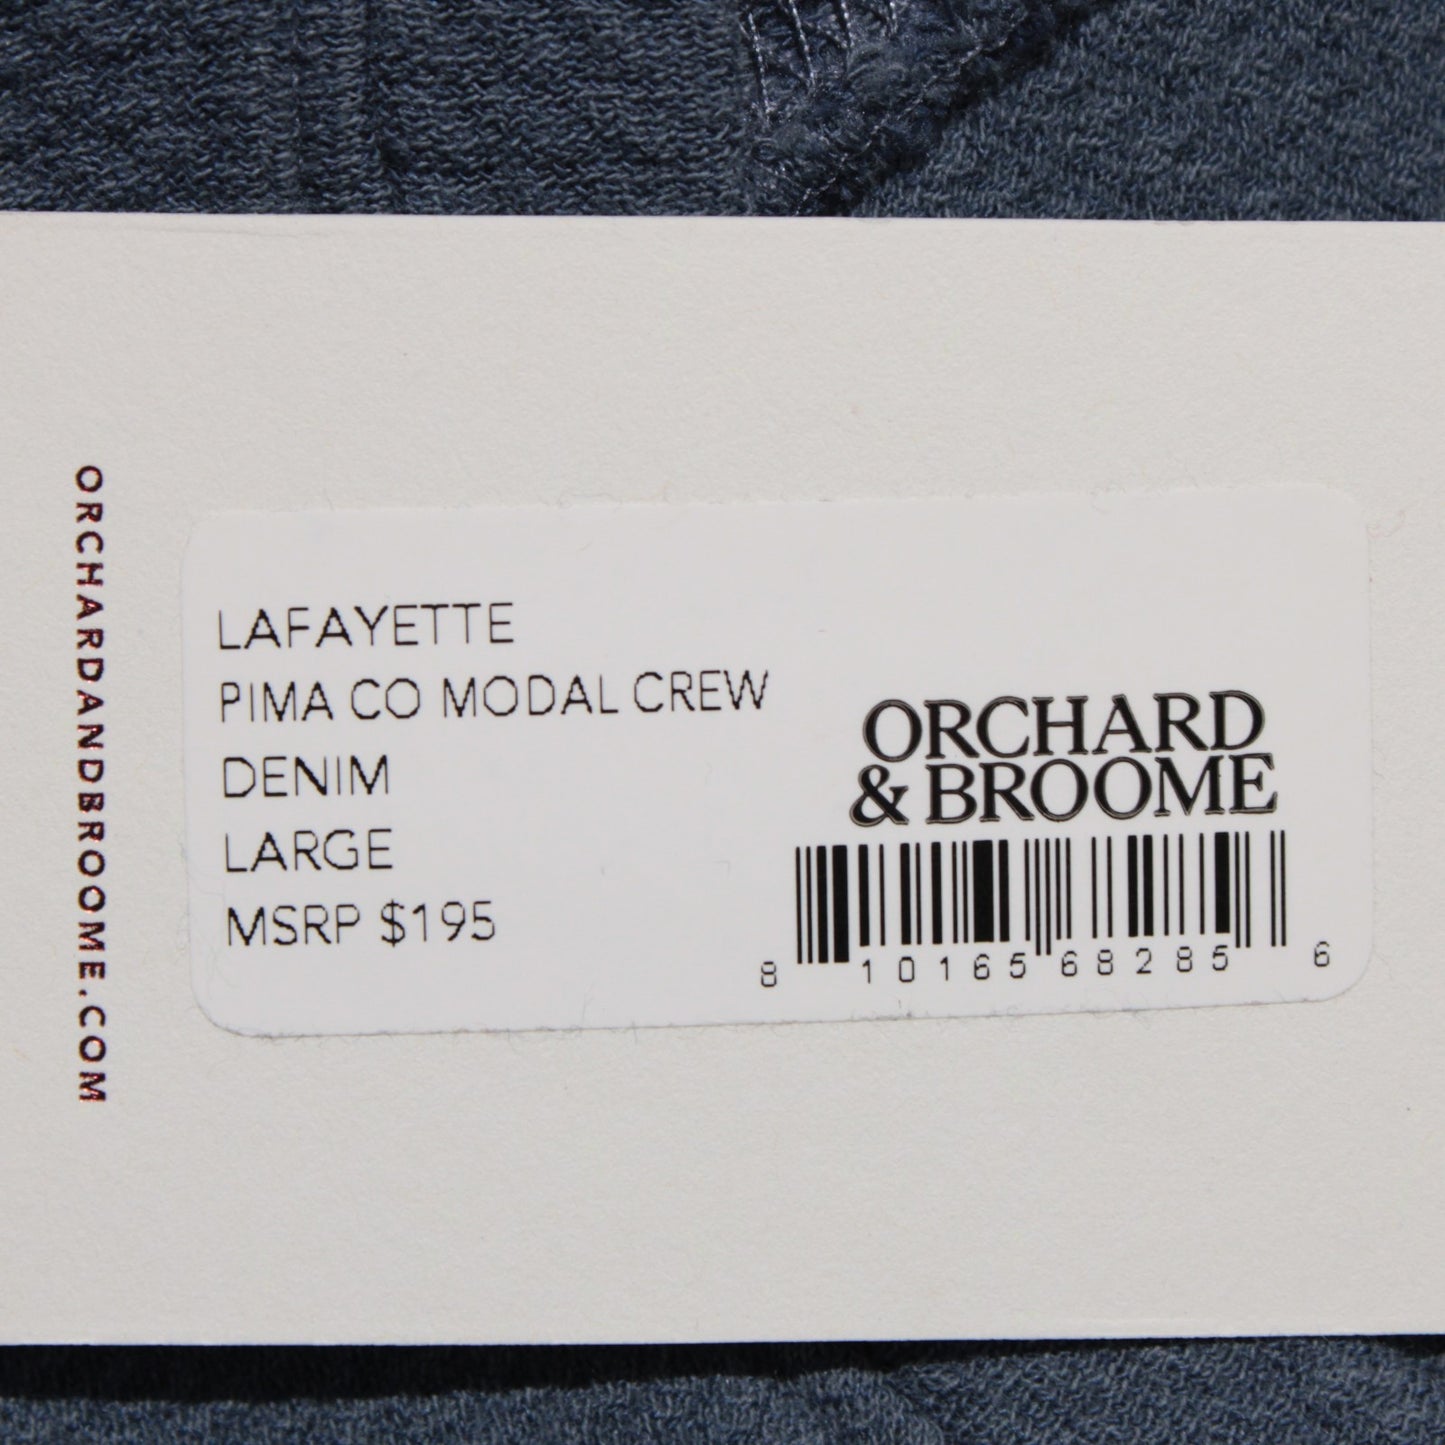 ORCHARDANDBROOME.COM
LAFAYETTE
PIMA CO MODAL CREW
DENIM
LARGE
MSRP $195
ORCHARD
& BROOME
8 10165 68285 6